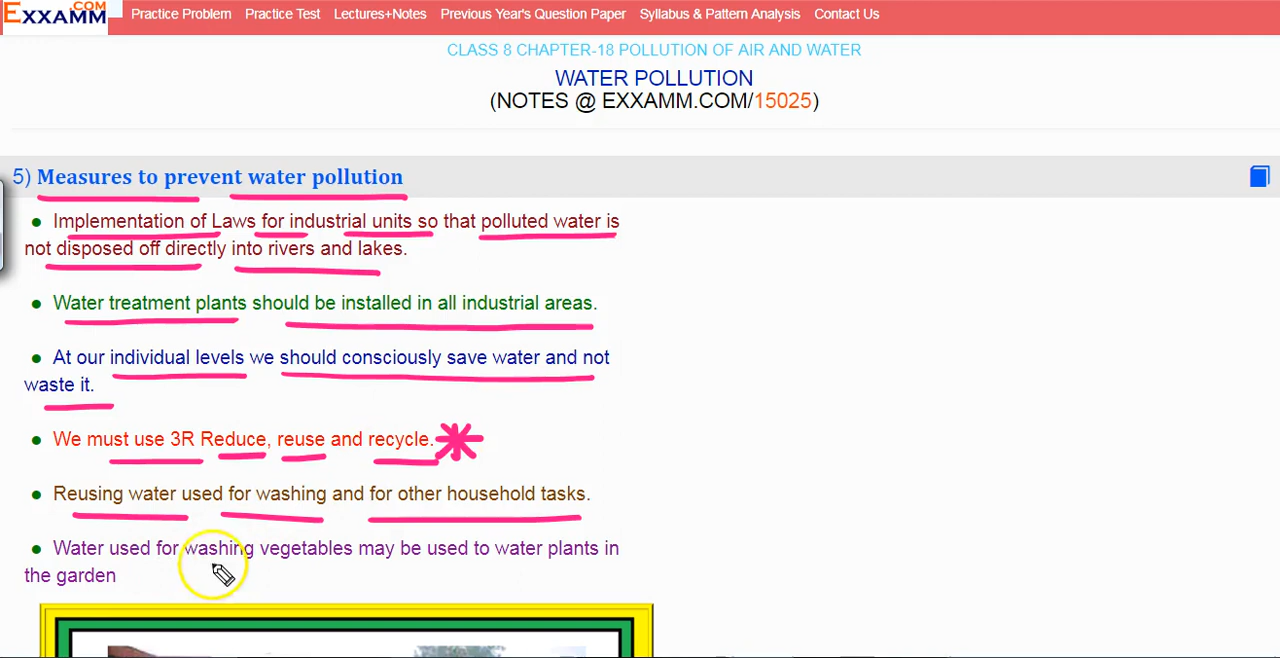 EXXAMM
.COM
Practice Problem Practice Test Lectures+Notes Previous Year's Question Paper Syllabus & Pattern Analysis Contact Us
CLASS 8 CHAPTER-18 POLLUTION OF AIR AND WATER
WATER POLLUTION
(NOTES @ EXXAMM.COM/15025)
5) Measures to prevent water pollution
• Implementation of Laws for industrial units so that polluted water is
not disposed off directly into rivers and lakes.
• Water treatment plants should be installed in all industrial areas.
• At our individual levels we should consciously save water and not
waste it.
• We must use 3R Reduce, reuse and recycle.
• Reusing water used for washing and for other household tasks.
• Water used for washing vegetables may be used to water plants in
the garden